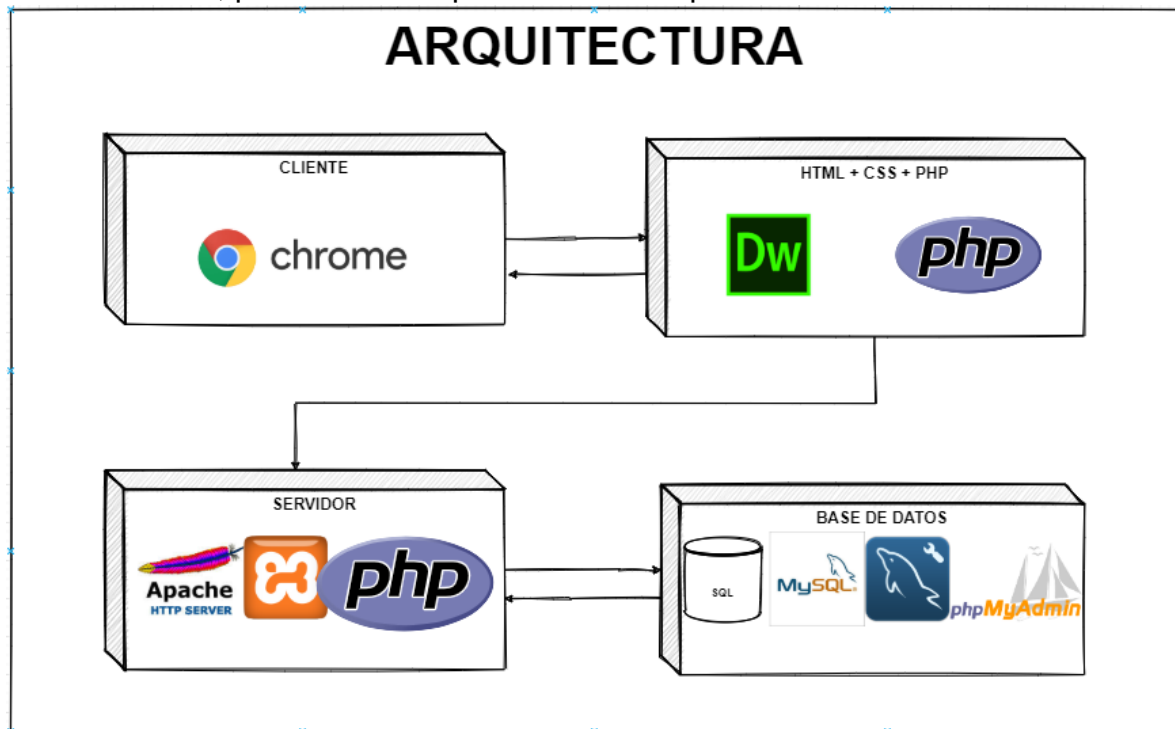 ARQUITECTURA
CLIENTE
chrome
HTML + CSS + PHP
Dw
php
SERVIDOR
Apache
HTTP SERVER
php
BASE DE DATOS
SQL
MySQL
phpMyAdmin